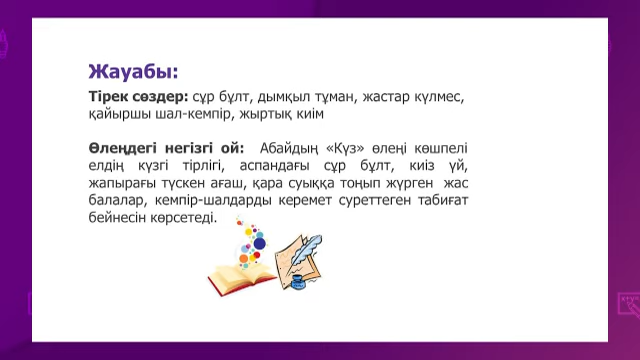 Жауабы:
Тірек сөздер: сұр бұлт, дымқыл тұман, жастар күлмес,
қайыршы шал-кемпір, жыртық киім
Өлеңдегі негізгі ой: Абайдың «Күз» өлеңі көшпелі
елдің күзгі тірлігі, аспандағы сұр бұлт, киіз үй,
жапырағы түскен ағаш, қара суыққа тоңып жүрген жас
балалар, кемпір-шалдарды керемет суреттеген табиғат
бейнесін көрсетеді.